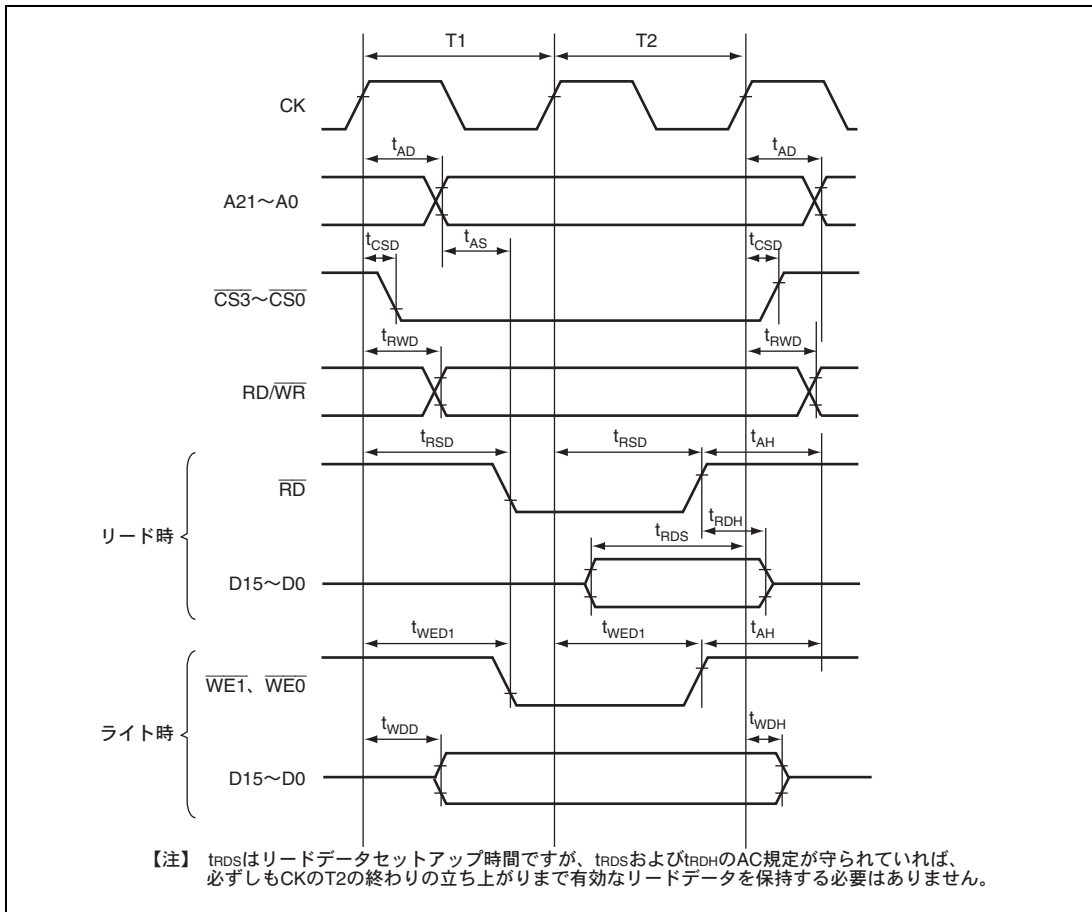 T1 T2
CK
tAD tAD
A21～A0
tCSD tAS tCSD
CS3～CS0
tRWD tRWD
RD/WR
tRSD tRSD tAH
RD
リード時
tRDH
tRDS
D15～D0
tWED1 tWED1 tAH
WE1、WE0
ライト時
tWDD tWDH
D15～D0
【注】 tRDSはリードデータセットアップ時間ですが、tRDSおよびtRDHのAC規定が守られていれば、
必ずしもCKのT2の終わりの立ち上がりまで有効なリードデータを保持する必要はありません。